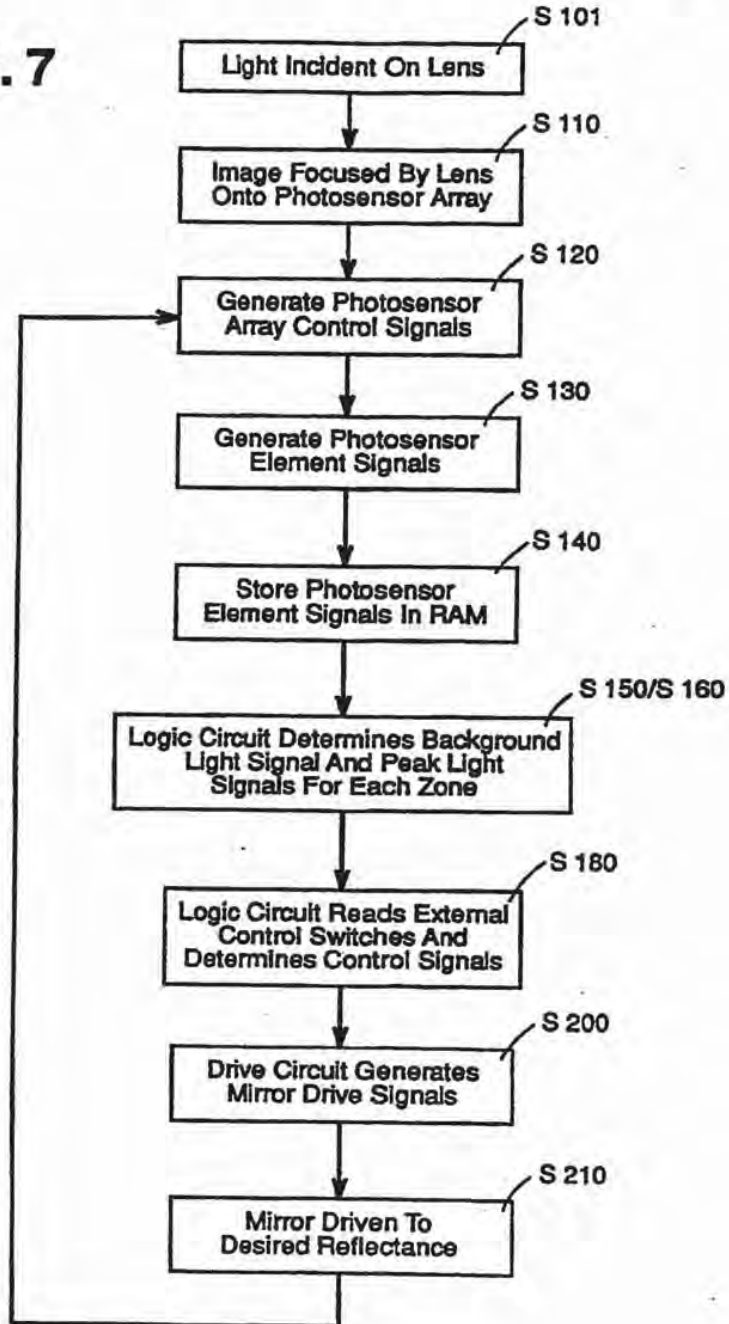 . 7
S 101
Light Incident On Lens
S 110
Image Focused By Lens
Onto Photosensor Array
S 120
Generate Photosensor
Array Control Signals
S 130
Generate Photosensor
Element Signals
S 140
Store Photosensor
Element Signals In RAM
S 150/S 160
Logic Circuit Determines Background
Light Signal And Peak Light
Signals For Each Zone
S 180
Logic Circuit Reads External
Control Switches And
Determines Control Signals
S 200
Drive Circuit Generates
Mirror Drive Signals
S 210
Mirror Driven To
Desired Reflectance